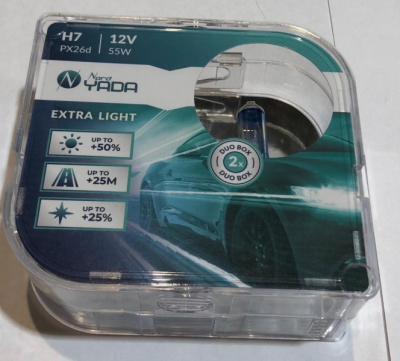 H7 12V
PX26d 55W
Nord
YADA
EXTRA LIGHT
UP TO
+50%
UP TO
+25M
UP TO
+25%
DUO BOX
2x
DUO BOX